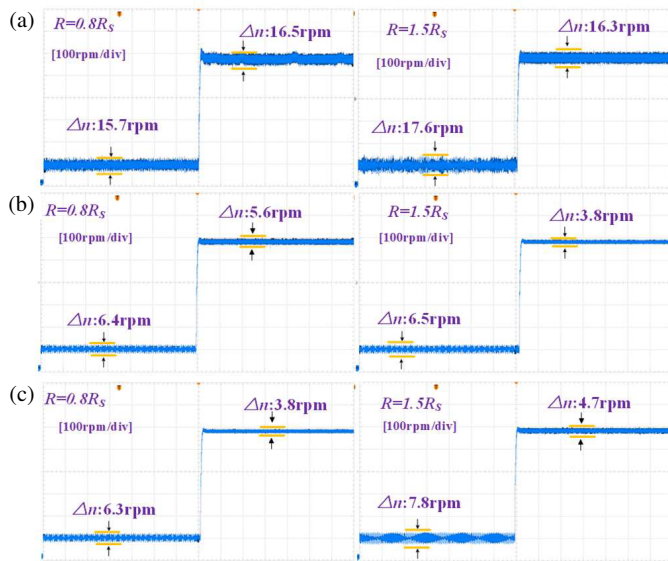 (a)
R=0.8Rs
[100rpm/div]
△n:16.5rpm
△n:15.7rpm
R=1.5Rs
[100rpm/div]
△n:16.3rpm
△n:17.6rpm
(b)
R=0.8Rs
[100rpm/div]
△n:5.6rpm
△n:6.4rpm
R=1.5Rs
[100rpm/div]
△n:3.8rpm
△n:6.5rpm
(c)
R=0.8Rs
[100rpm/div]
△n:3.8rpm
△n:6.3rpm
R=1.5Rs
[100rpm/div]
△n:4.7rpm
△n:7.8rpm